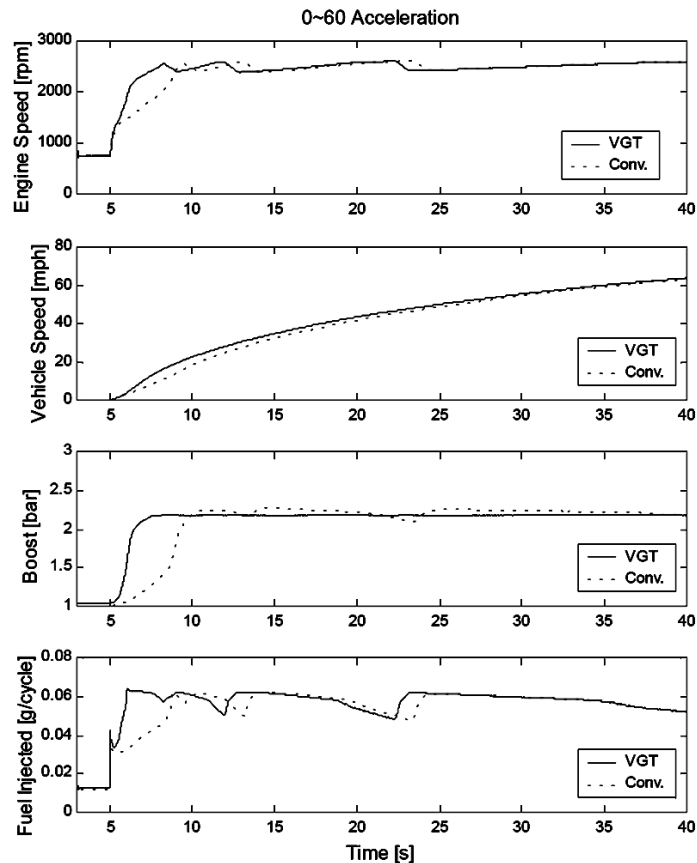 0~60 Acceleration
Engine Speed [rpm]
3000
2000
1000
0
VGT
Conv.
5 10 15 20 25 30 35 40
Vehicle Speed [mph]
80
60
40
20
0
VGT
Conv.
5 10 15 20 25 30 35 40
Boost [bar]
3
2.5
2
1.5
1
VGT
Conv.
5 10 15 20 25 30 35 40
Fuel Injected [g/cycle]
0.08
0.06
0.04
0.02
0
VGT
Conv.
5 10 15 20 25 30 35 40
Time [s]